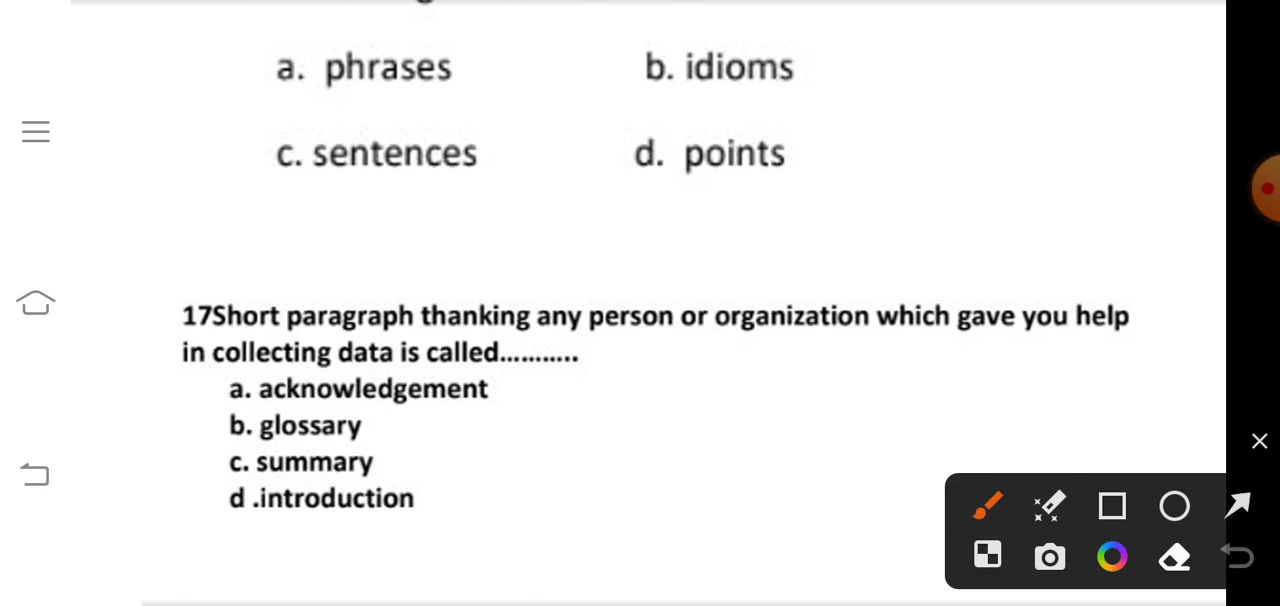 a. phrases
b. idioms
c. sentences
d. points
17Short paragraph thanking any person or organization which gave you help
in collecting data is called...........
a. acknowledgement
b. glossary
c. summary
d .introduction